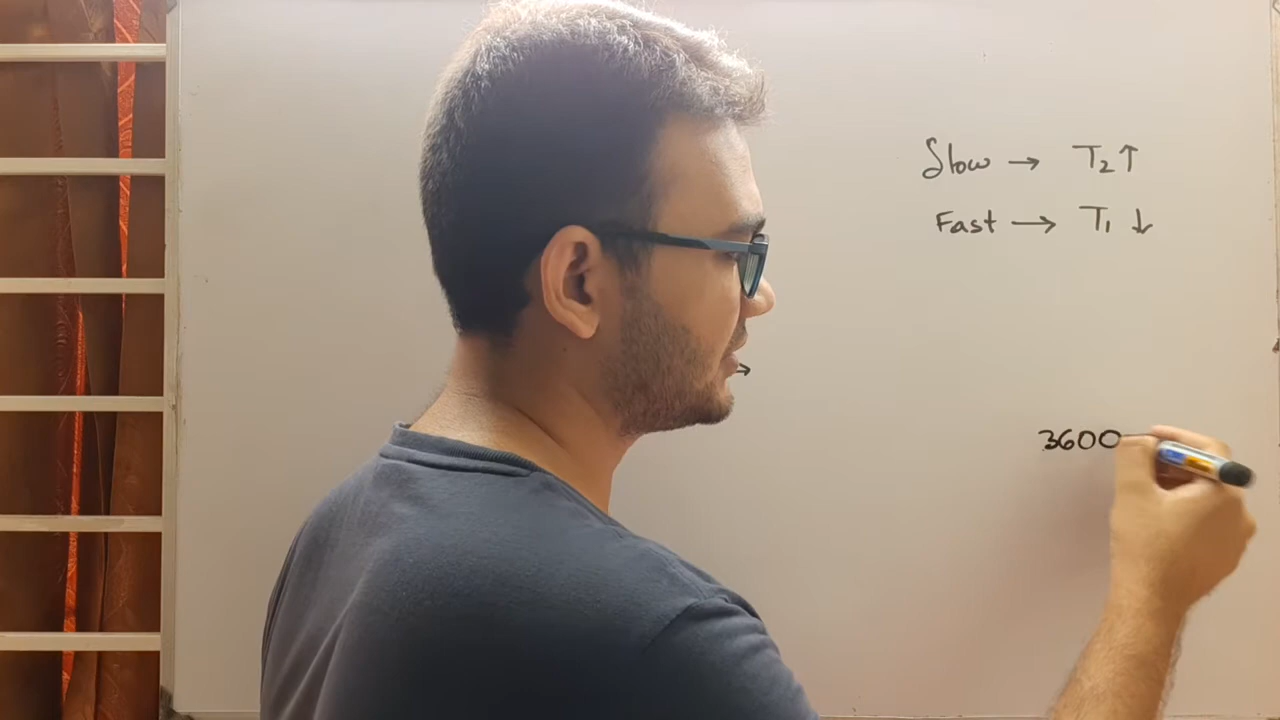 Slow → T₂ ↑
Fast → T₁ ↓
→
3600